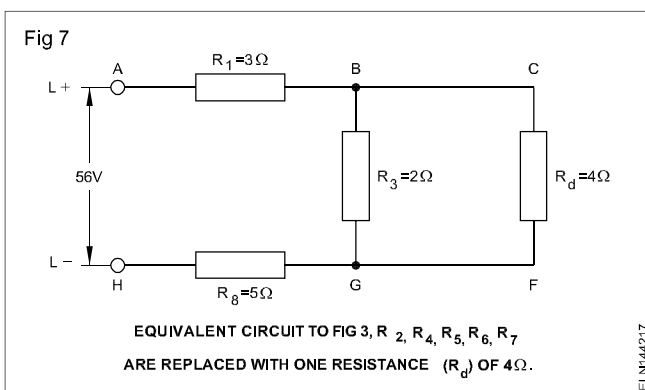 Fig 7
R1=3Ω
A
B
C
L +
56V
R3=2Ω
Rd=4Ω
L −
H
R8=5Ω
G
F
EQUIVALENT CIRCUIT TO FIG 3, R 2, R4, R5, R6, R7
ARE REPLACED WITH ONE RESISTANCE (Rd) OF 4Ω.
ELN144217